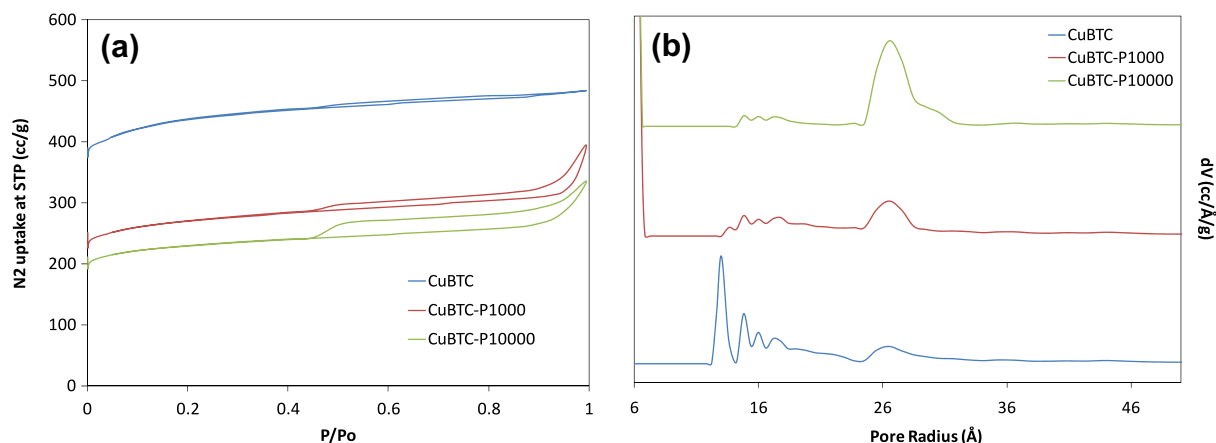 (a)
N2 uptake at STP (cc/g)
600
500
400
300
200
100
0
CuBTC
CuBTC-P1000
CuBTC-P10000
0
0.2
0.4
0.6
0.8
1
P/Po
(b)
CuBTC
CuBTC-P1000
CuBTC-P10000
dV (cc/Å/g)
6
16
26
36
46
Pore Radius (Å)